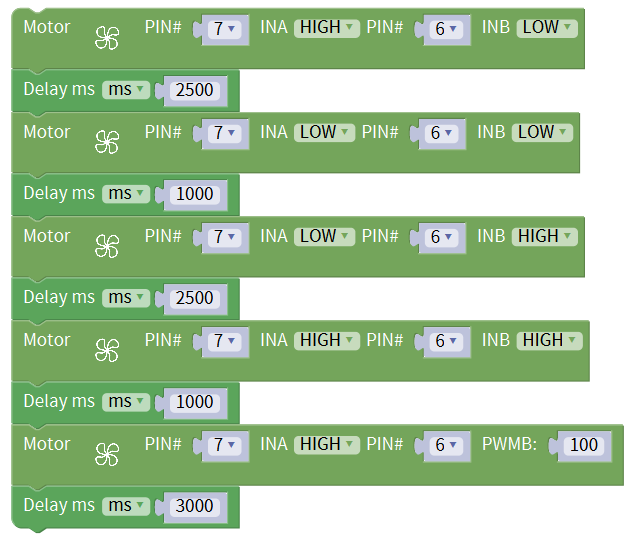 Motor PIN# 7 INA HIGH PIN# 6 INB LOW
Delay ms ms 2500
Motor PIN# 7 INA LOW PIN# 6 INB LOW
Delay ms ms 1000
Motor PIN# 7 INA LOW PIN# 6 INB HIGH
Delay ms ms 2500
Motor PIN# 7 INA HIGH PIN# 6 INB HIGH
Delay ms ms 1000
Motor PIN# 7 INA HIGH PIN# 6 PWMB: 100
Delay ms ms 3000